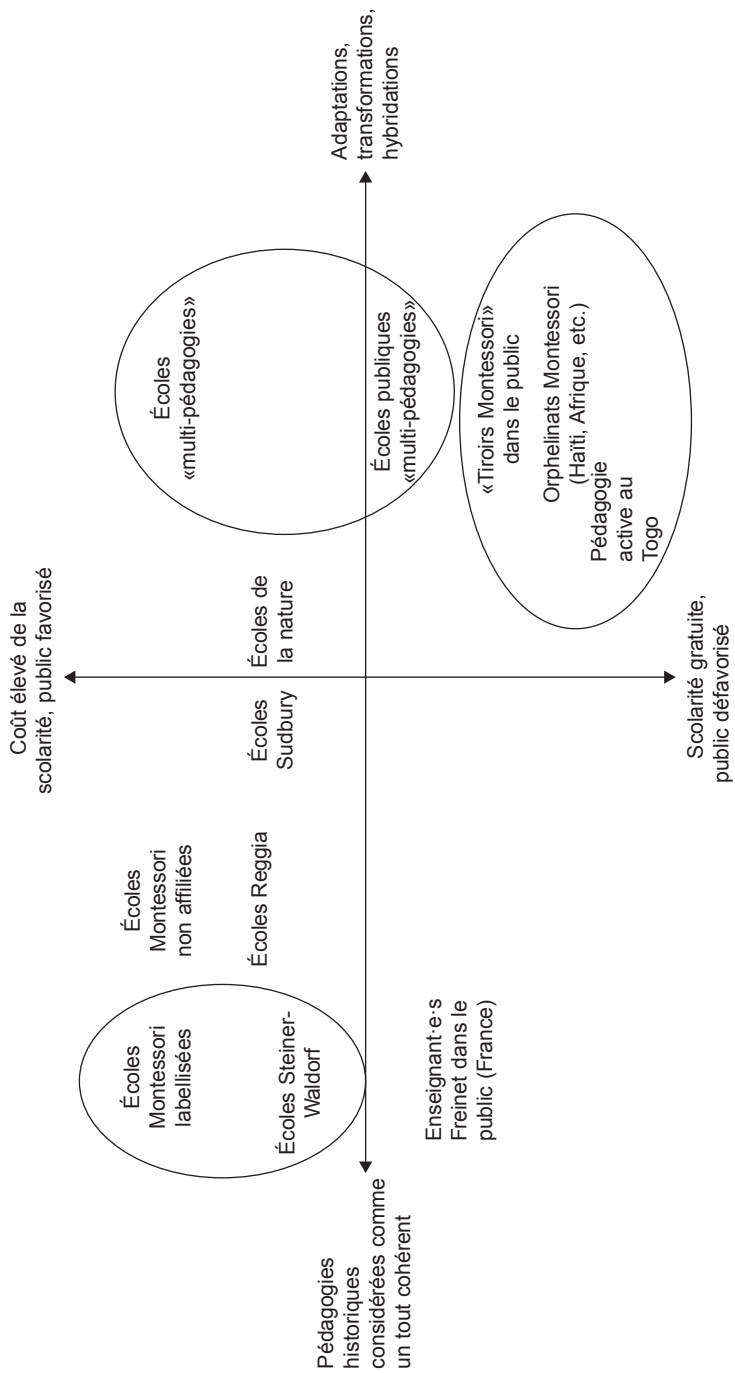 Coût élevé de la
scolarité, public favorisé
Écoles
Montessori
labellisées
Écoles
Montessori
non affiliées
Écoles
«multi-pédagogies»
Écoles Steiner-
Waldorf
Écoles Reggia
Écoles
Sudbury
Écoles de
la nature
Pédagogies
historiques
considérées comme
un tout cohérent
Adaptations,
transformations,
hybridations
Écoles publiques
«multi-pédagogies»
Enseignant·e·s
Freinet dans le
public (France)
«Tiroirs Montessori»
dans le public
Orphelinats Montessori
(Haïti, Afrique, etc.)
Pédagogie
active au
Togo
Scolarité gratuite,
public défavorisé